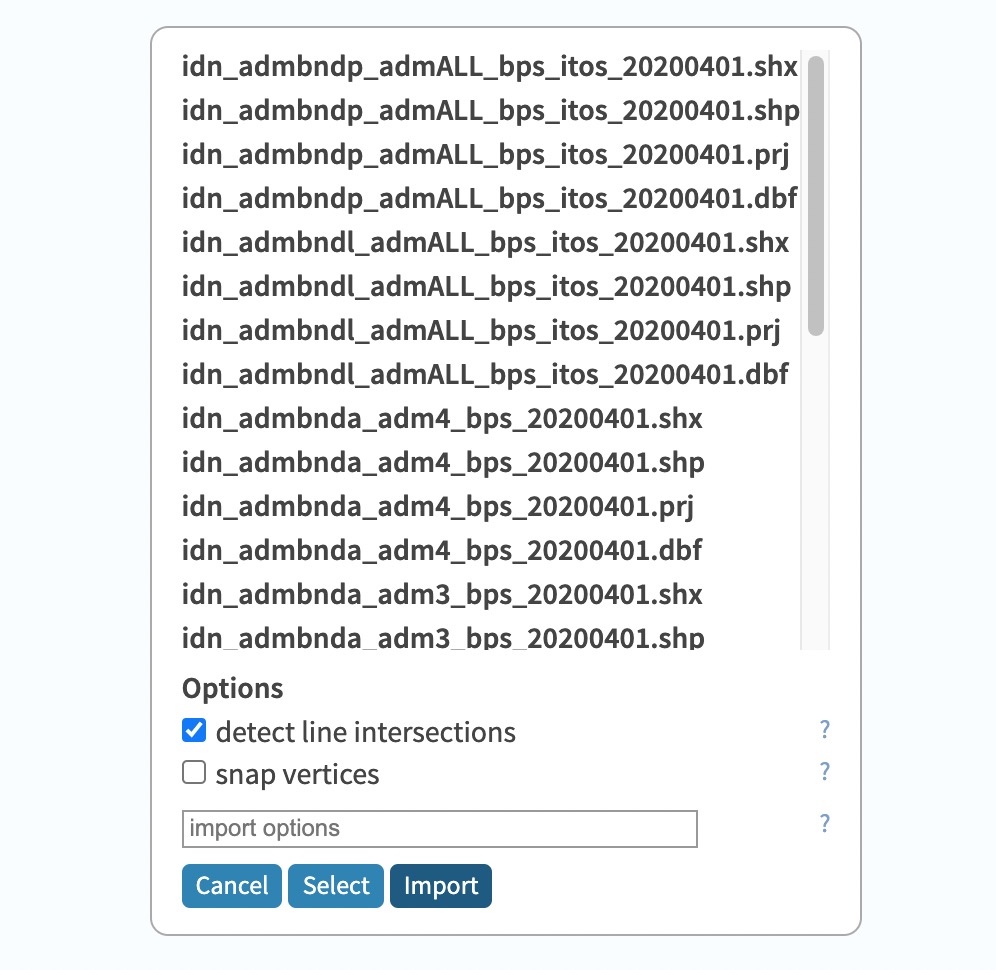 idn_admbndp_admALL_bps_itos_20200401.shx
idn_admbndp_admALL_bps_itos_20200401.shp
idn_admbndp_admALL_bps_itos_20200401.prj
idn_admbndp_admALL_bps_itos_20200401.dbf
idn_admbndl_admALL_bps_itos_20200401.shx
idn_admbndl_admALL_bps_itos_20200401.shp
idn_admbndl_admALL_bps_itos_20200401.prj
idn_admbndl_admALL_bps_itos_20200401.dbf
idn_admbnda_adm4_bps_20200401.shx
idn_admbnda_adm4_bps_20200401.shp
idn_admbnda_adm4_bps_20200401.prj
idn_admbnda_adm4_bps_20200401.dbf
idn_admbnda_adm3_bps_20200401.shx
idn_admbnda_adm3_bps_20200401.shp
Options
detect line intersections ?
snap vertices ?
import options ?
Cancel Select Import